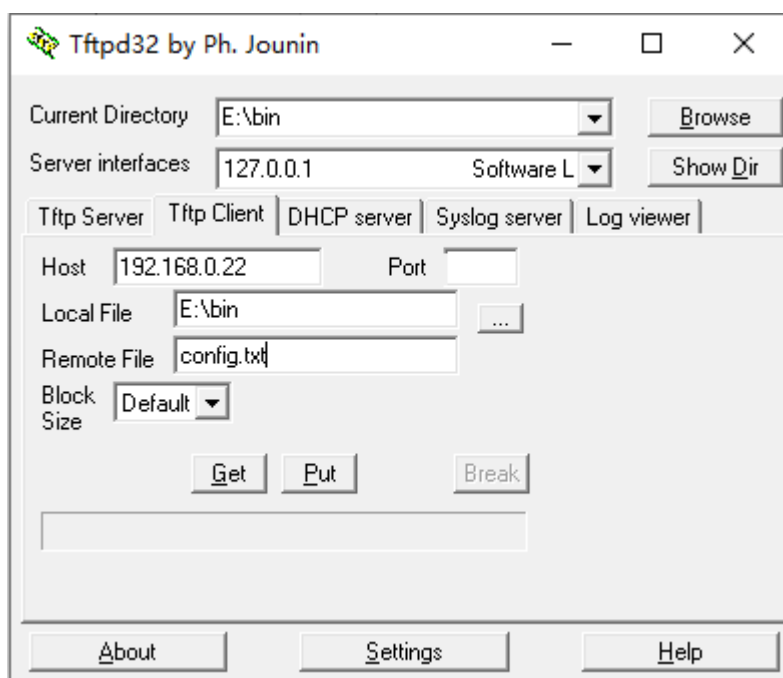 Tftpd32 by Ph. Jounin
Current Directory E:\bin Browse
Server interfaces 127.0.0.1 Software L Show Dir
Tftp Server Tftp Client DHCP server Syslog server Log viewer
Host 192.168.0.22 Port
Local File E:\bin ...
Remote File config.txt
Block
Size Default
Get Put Break
About Settings Help